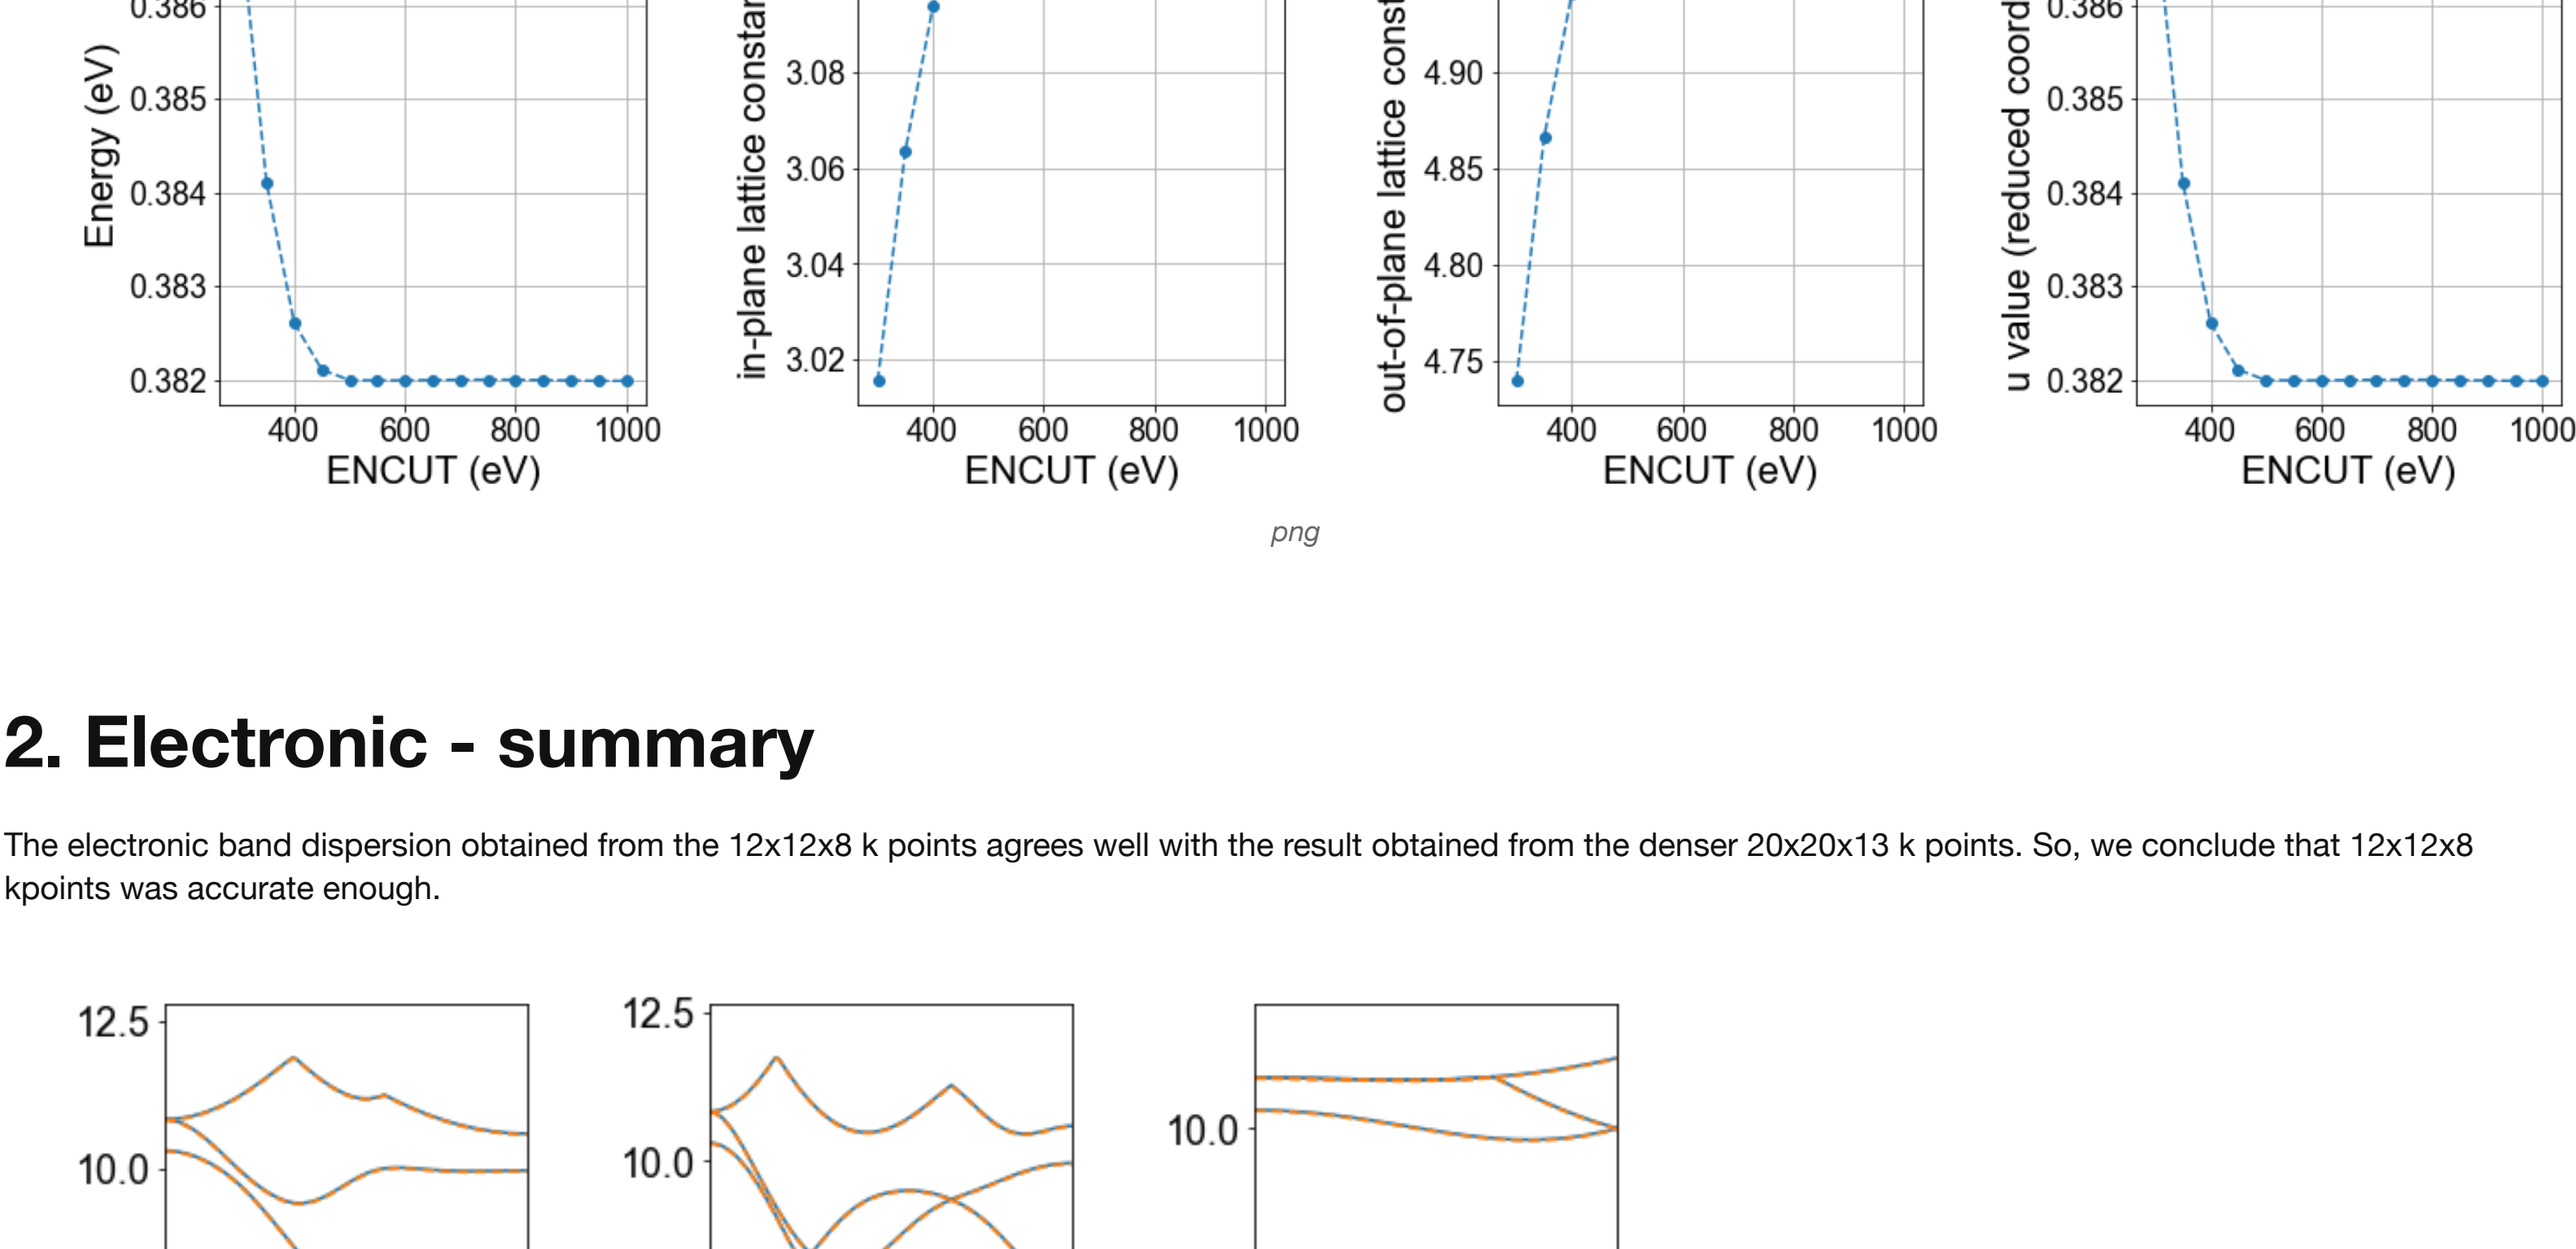 0.386
0.385
0.384
0.383
0.382
Energy (eV)
400 600 800 1000
ENCUT (eV)
3.08
3.06
3.04
3.02
in-plane lattice
400 600 800 1000
ENCUT (eV)
4.90
4.85
4.80
4.75
out-of-plane lattice
400 600 800 1000
ENCUT (eV)
0.386
0.385
0.384
0.383
0.382
u value (reduced
400 600 800 1000
ENCUT (eV)
png
2. Electronic - summary
The electronic band dispersion obtained from the 12x12x8 k points agrees well with the result obtained from the denser 20x20x13 k points. So, we conclude that 12x12x8
kpoints was accurate enough.
12.5
10.0
12.5
10.0
10.0